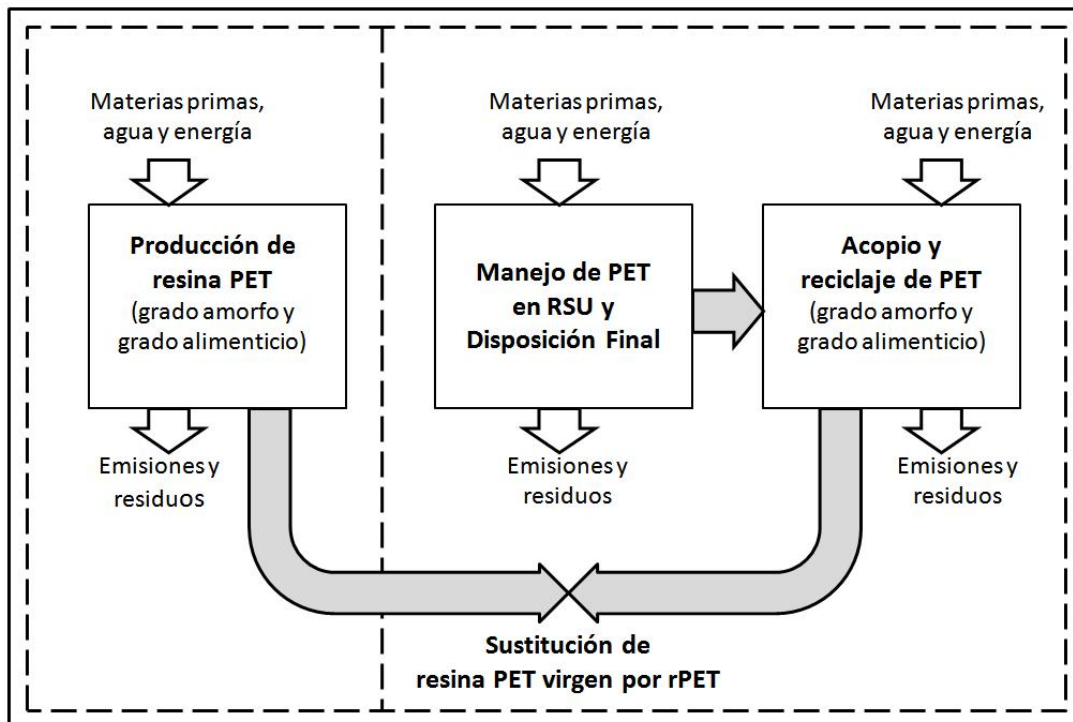 Materias primas,
agua y energía
Materias primas,
agua y energía
Materias primas,
agua y energía
Producción de
resina PET
(grado amorfo y
grado alimenticio)
Manejo de PET
en RSU y
Disposición Final
Acopio y
reciclaje de PET
(grado amorfo y
grado alimenticio)
Emisiones y
residuos
Emisiones y
residuos
Emisiones y
residuos
Sustitución de
resina PET virgen por rPET